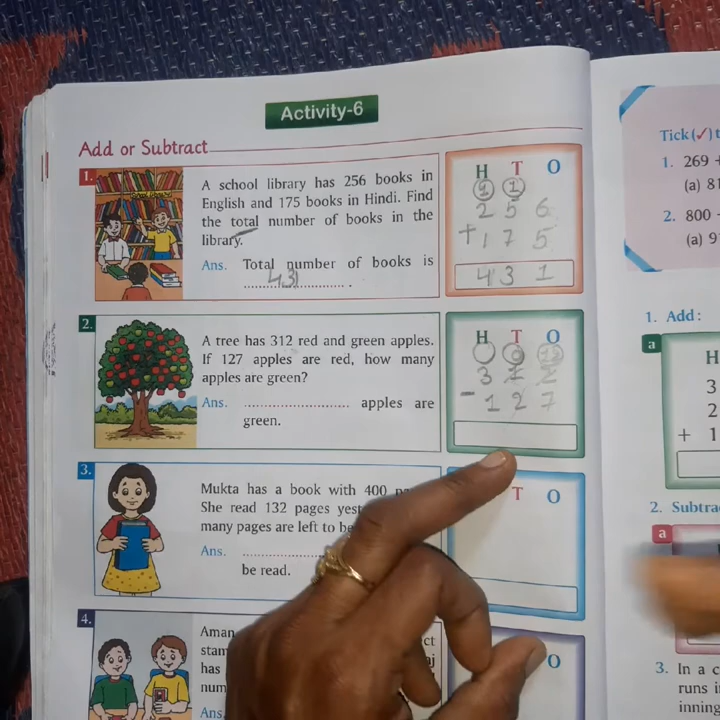 Activity-6
Add or Subtract
1.
A school library has 256 books in
English and 175 books in Hindi. Find
the total number of books in the
library.
Ans. Total number of books is
431 .
H T O
1 1
2 5 6
+ 1 7 5
4 3 1
2.
A tree has 312 red and green apples.
If 127 apples are red, how many
apples are green?
Ans. apples are
green.
H T O
0 12
3 1 2
- 1 2 7
3.
Mukta has a book with 400
She read 132 pages
many pages are left to be
Ans.
be read.
T O
4.
Aman
has
Ans.
O
Tick (✓)
1. 269 +
(a)
2. 800
(a)
1. Add :
a
H
3
2
+ 1
2.
a
3. In a
runs